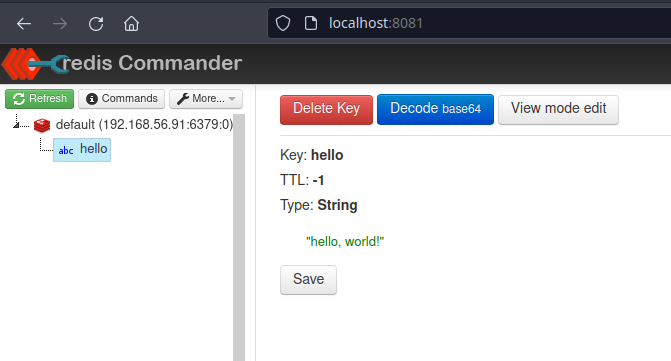 localhost:8081
redis Commander
Refresh Commands More...
default (192.168.56.91:6379:0)
abc hello
Delete Key Decode base64 View mode edit
Key: hello
TTL: -1
Type: String
"hello, world!"
Save